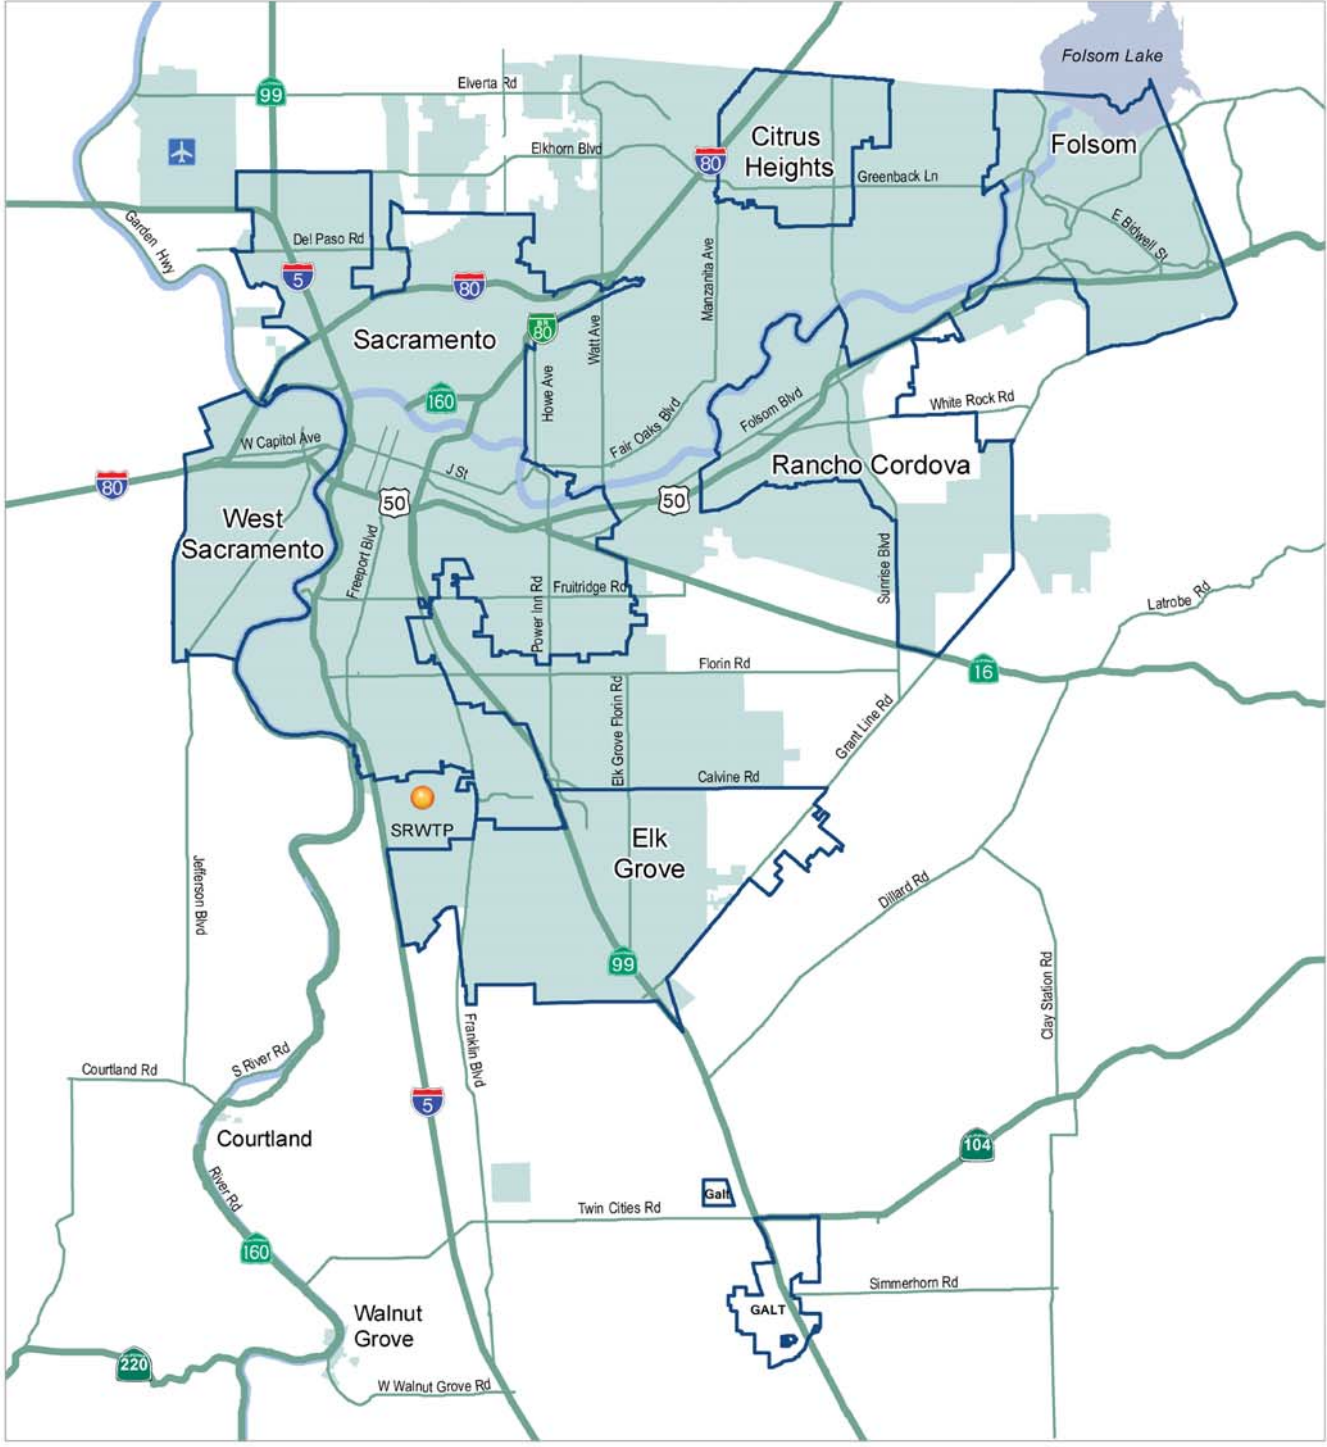 Folsom Lake
Elverta Rd
99
Citrus
Heights
Folsom
Elkhorn Blvd
80
Greenback Ln
Garden Hwy
Del Paso Rd
E Bidwell St
5
80
Manzanita Ave
BR
80
Sacramento
Watt Ave
160
Howe Ave
Fair Oaks Blvd
Folsom Blvd
White Rock Rd
W Capitol Ave
J St
Rancho Cordova
80
50
50
West
Sacramento
Freeport Blvd
Sunrise Blvd
Power Inn Rd
Fruitridge Rd
Latrobe Rd
Florin Rd
16
Elk Grove Florin Rd
Grant Line Rd
Calvine Rd
SRWTP
Elk
Grove
Jefferson Blvd
Dillard Rd
99
Clay Station Rd
Franklin Blvd
S River Rd
Courtland Rd
5
Courtland
104
River Rd
Galt
Twin Cities Rd
160
Simmerhorn Rd
GALT
Walnut
Grove
220
W Walnut Grove Rd